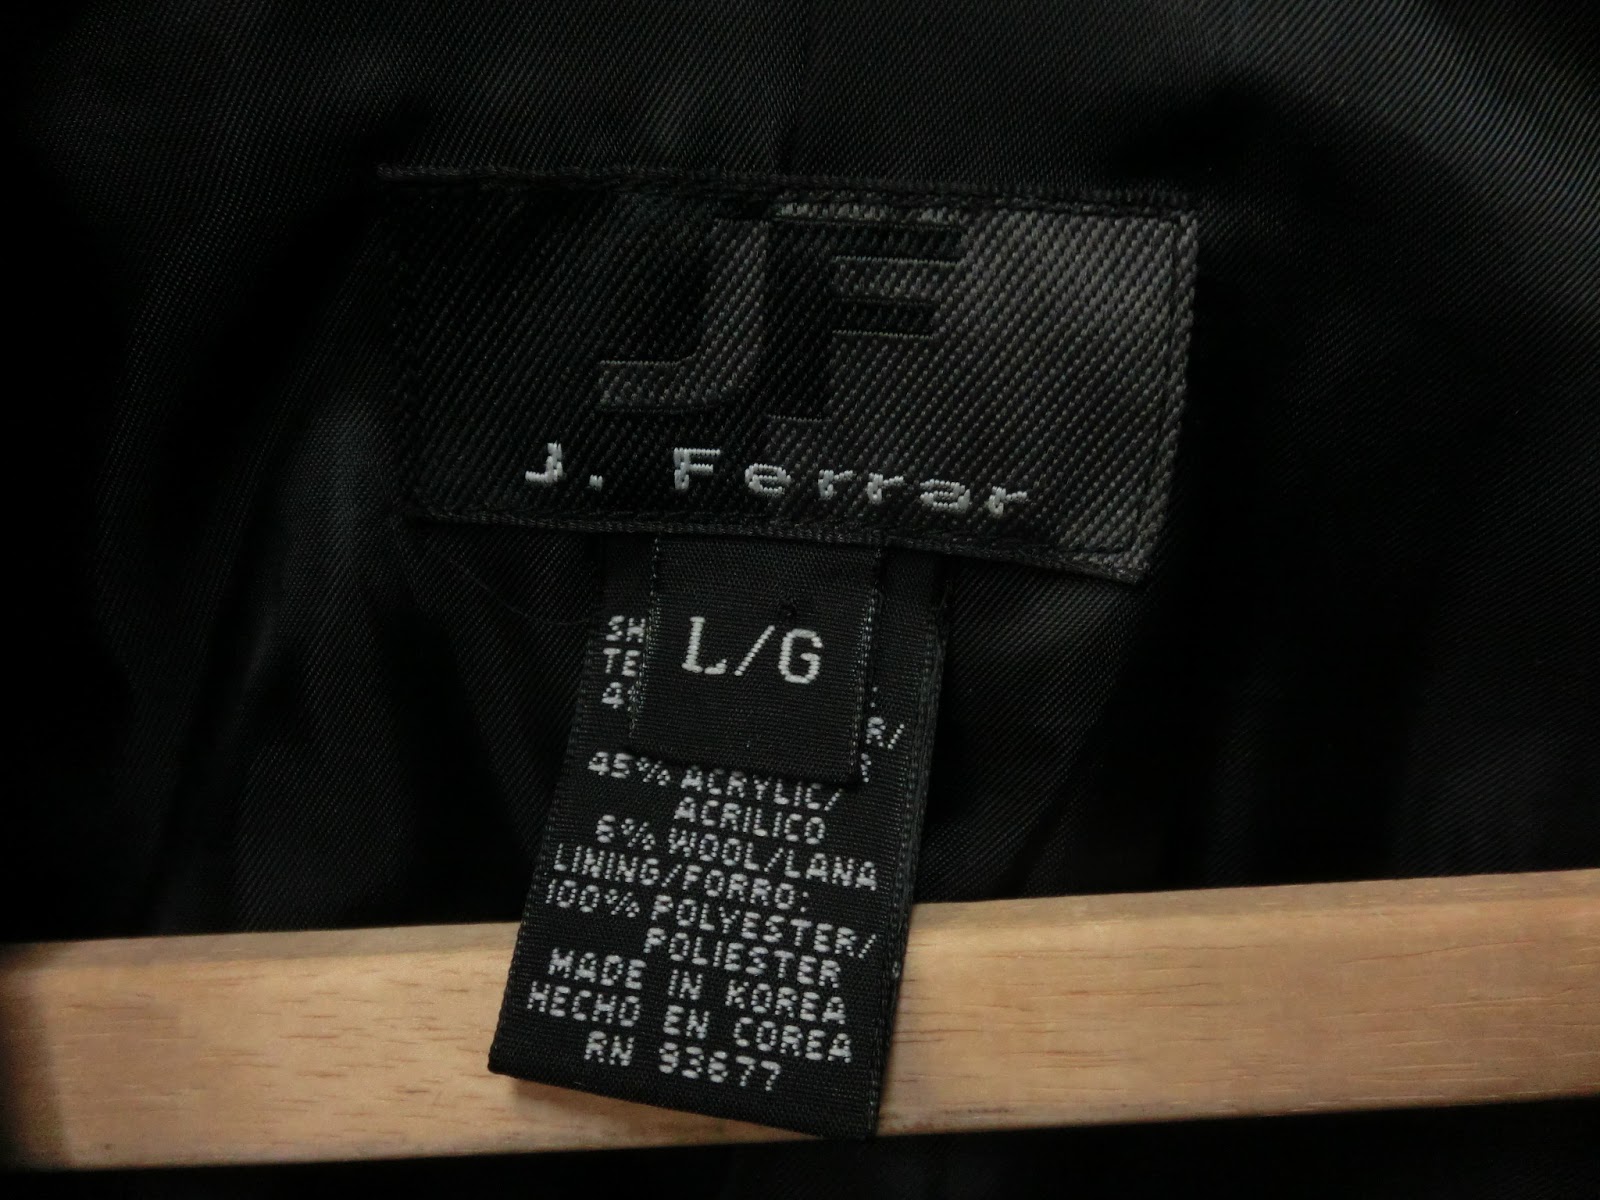 JF
J. Ferrar
L/G
45% ACRYLIC/
ACRILICO
6% WOOL/LANA
LINING/FORRO:
100% POLYESTER/
POLIESTER
MADE IN KOREA
HECHO EN COREA
RN 93677